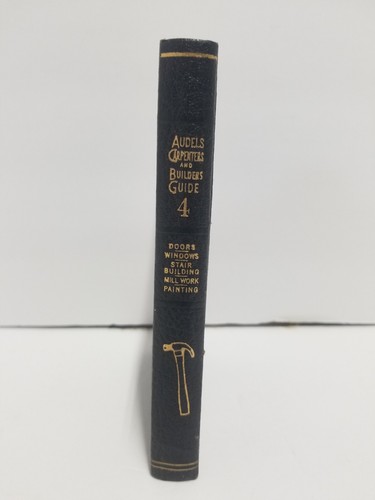 AUDELS
CARPENTERS
AND
BUILDERS
GUIDE
4
DOORS
WINDOWS
STAIR
BUILDING
MILL WORK
PAINTING